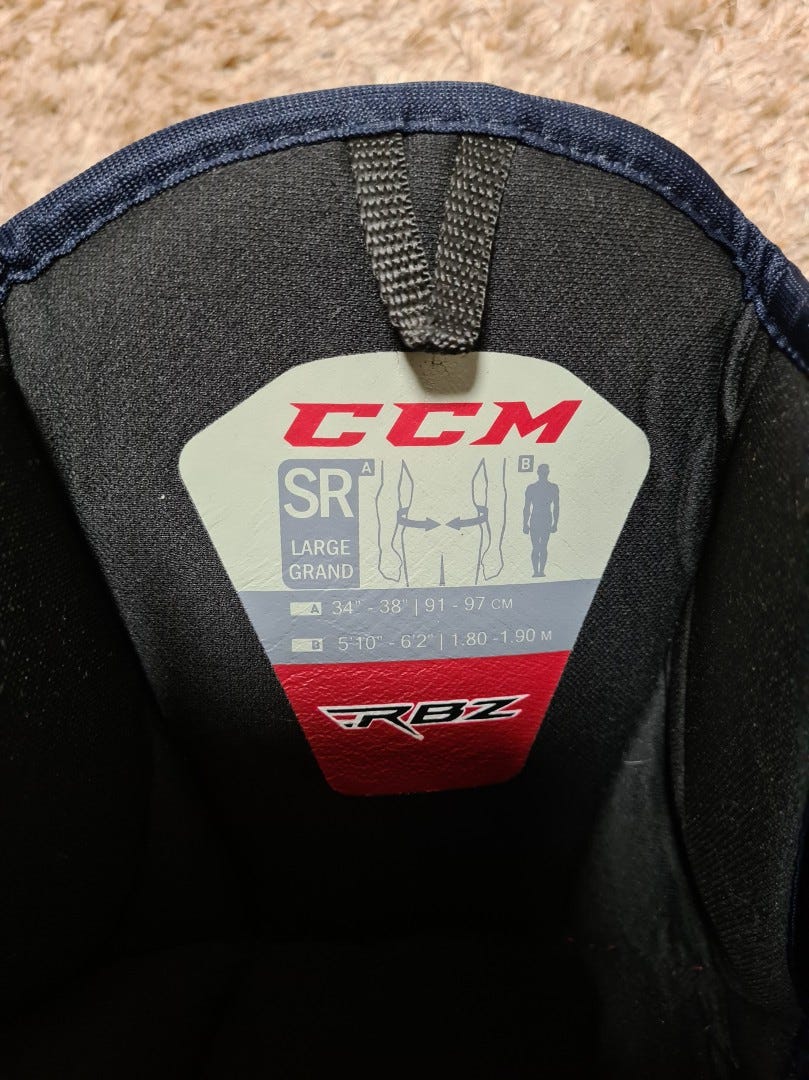 CCM
SR
LARGE
GRAND
A
B
A 34" - 38" | 91 - 97 CM
B 5'10" - 6'2" | 1.80 -1.90 M
RBZ